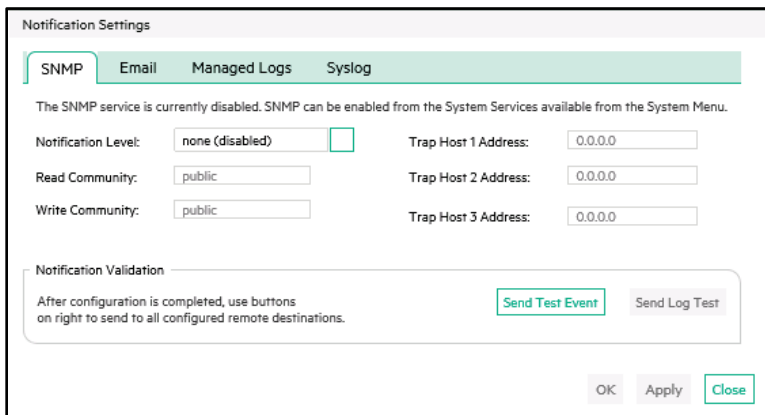 Notification Settings
SNMP Email Managed Logs Syslog
The SNMP service is currently disabled. SNMP can be enabled from the System Services available from the System Menu.
Notification Level: none (disabled) Trap Host 1 Address: 0.0.0.0
Read Community: public Trap Host 2 Address: 0.0.0.0
Write Community: public Trap Host 3 Address: 0.0.0.0
Notification Validation
After configuration is completed, use buttons
on right to send to all configured remote destinations.
Send Test Event Send Log Test
OK Apply Close